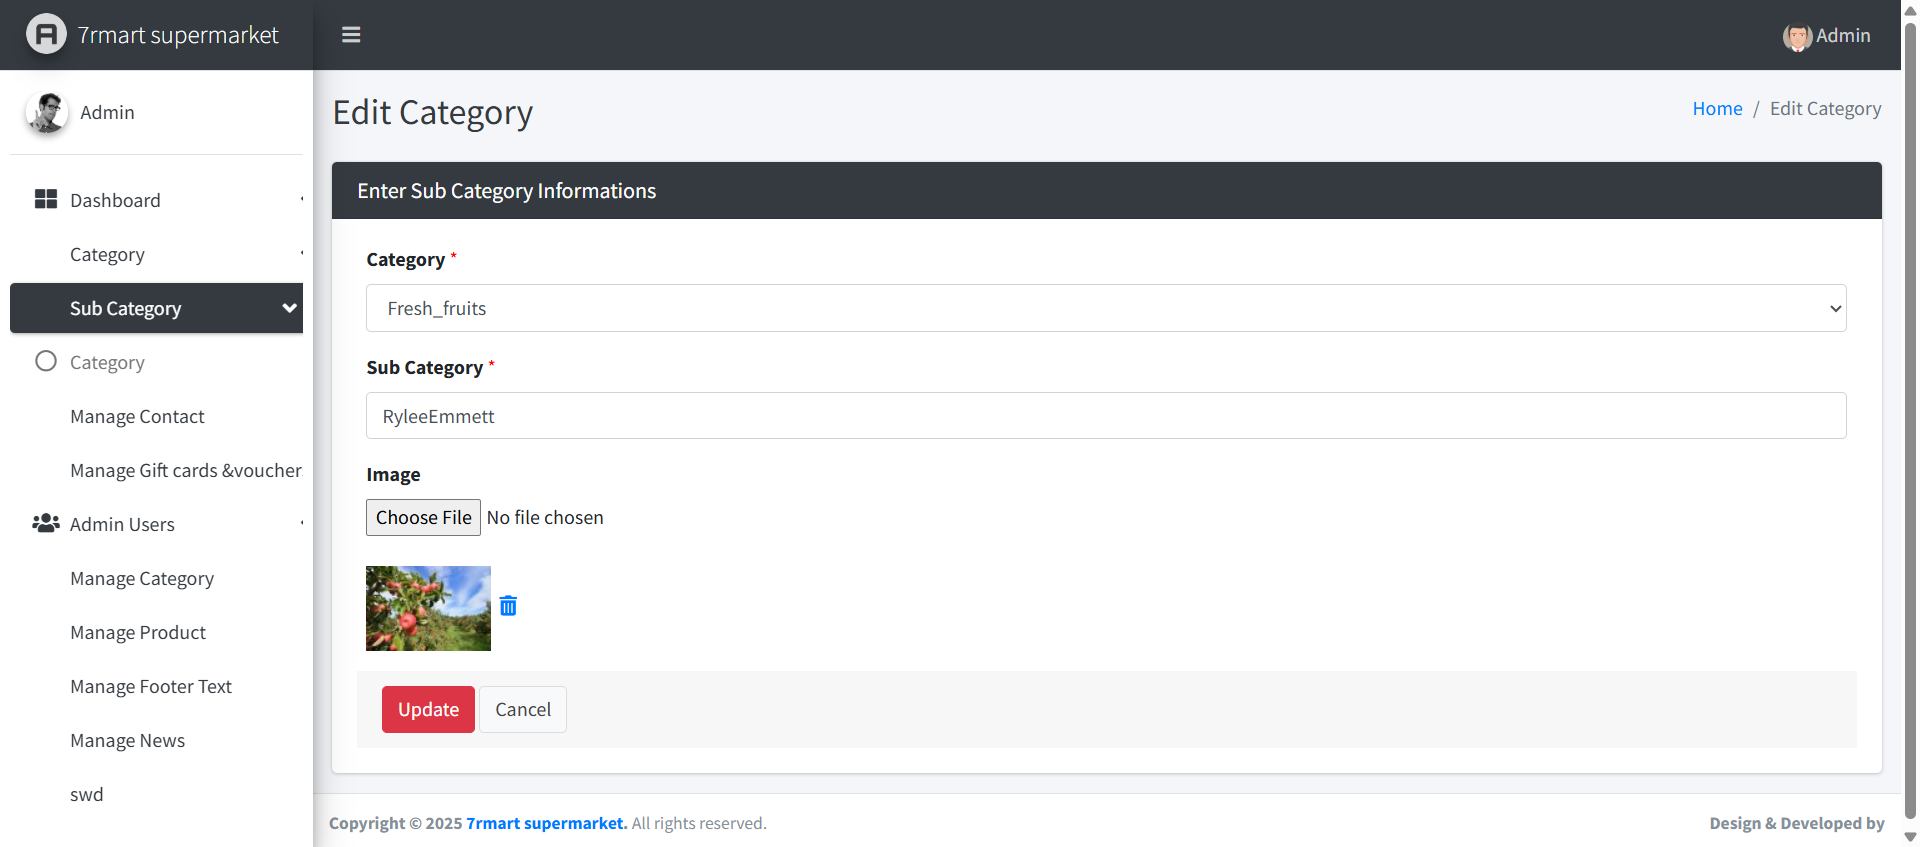 7rmart supermarket
Admin
Admin
Dashboard
Category
Sub Category
Category
Manage Contact
Manage Gift cards &voucher
Admin Users
Manage Category
Manage Product
Manage Footer Text
Manage News
swd
Edit Category
Home / Edit Category
Enter Sub Category Informations
Category *
Fresh_fruits
Sub Category *
RyleeEmmett
Image
Choose File No file chosen
Update Cancel
Copyright © 2025 7rmart supermarket. All rights reserved.
Design & Developed by